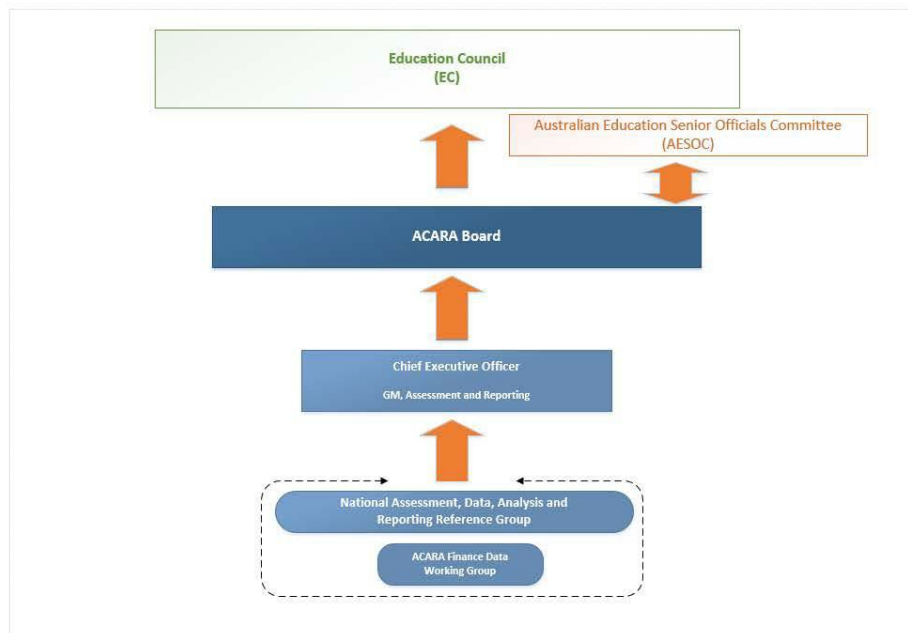 Education Council
(EC)
Australian Education Senior Officials Committee
(AESOC)
ACARA Board
Chief Executive Officer
GM, Assessment and Reporting
National Assessment, Data, Analysis and
Reporting Reference Group
ACARA Finance Data
Working Group